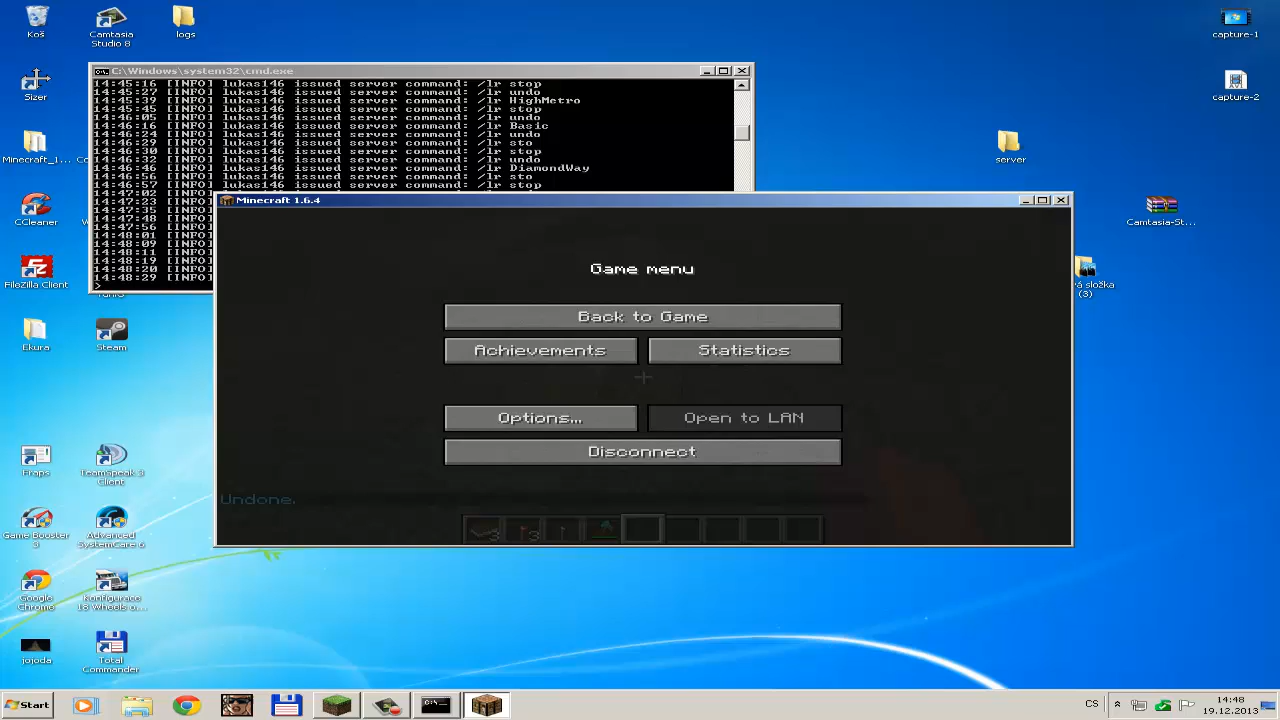 Koš
Camtasia
Studio 8
logs
capture-1
Sizer
capture-2
Minecraft_1...
server
CCleaner
Camtasia-St...
FileZilla Client
vá složka
(3)
Ekura
Steam
Fraps
TeamSpeak 3
Client
Game Booster
3
Advanced
SystemCare 6
Google
Chrome
Konfigurace
18 Wheels o...
jojoda
Total
Commander
C:\Windows\system32\cmd.exe
14:45:16 [INFO] lukas146 issued server command: /lr stop
14:45:27 [INFO] lukas146 issued server command: /lr undo
14:45:39 [INFO] lukas146 issued server command: /lr HighMetro
14:45:45 [INFO] lukas146 issued server command: /lr stop
14:46:05 [INFO] lukas146 issued server command: /lr undo
14:46:16 [INFO] lukas146 issued server command: /lr Basic
14:46:24 [INFO] lukas146 issued server command: /lr undo
14:46:29 [INFO] lukas146 issued server command: /lr sto
14:46:30 [INFO] lukas146 issued server command: /lr stop
14:46:32 [INFO] lukas146 issued server command: /lr undo
14:46:46 [INFO] lukas146 issued server command: /lr DiamondWay
14:46:56 [INFO] lukas146 issued server command: /lr sto
14:46:57 [INFO] lukas146 issued server command: /lr stop
14:47:02 [INFO]
14:47:23 [INFO]
14:47:35 [INFO]
14:47:48 [INFO]
14:47:56 [INFO]
14:48:01 [INFO]
14:48:09 [INFO]
14:48:11 [INFO]
14:48:19 [INFO]
14:48:20 [INFO]
14:48:29 [INFO]
>
Minecraft 1.6.4
Game menu
Back to Game
Achievements
Statistics
Options...
Open to LAN
Disconnect
Undone.
3
3
Start
CS
14:48
19.12.2013